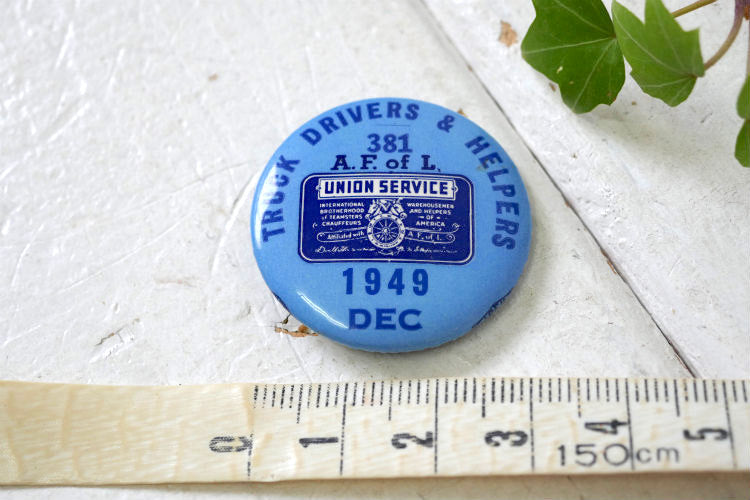 TRUCK DRIVERS & HELPERS
381
A. F. of L.
UNION SERVICE
INTERNATIONAL
BROTHERHOOD
of TEAMSTERS
CHAUFFEURS
WAREHOUSEMEN
AND HELPERS
-OF-
AMERICA
Affiliated with
A. F. of L.
1949
DEC
0 1 2 3 4 5
150cm